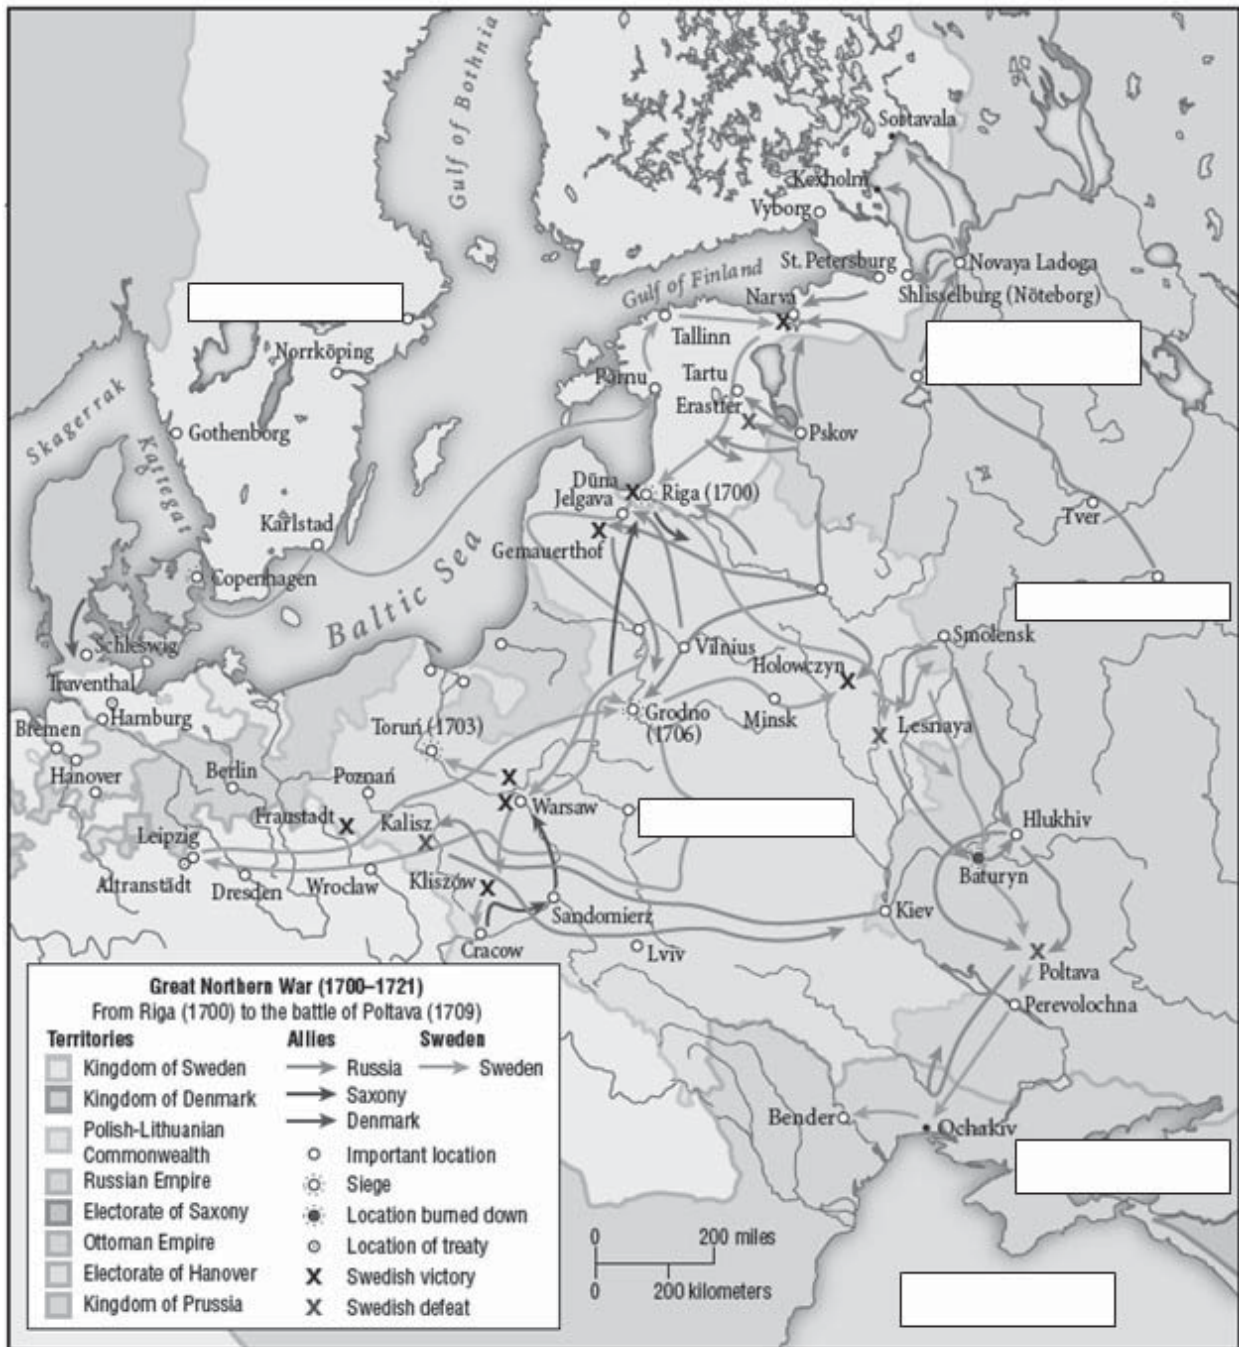 Gulf of Bothnia
Sortavala
Kexholm
Vyborg
St. Petersburg
Novaya Ladoga
Gulf of Finland
Shlisselburg (Nöteborg)
Narva
Tallinn
Norrköping
Pärnu
Tartu
Erastfer
Skagerrak
Kattegat
Gothenborg
Pskov
Düna
Jelgava
Riga (1700)
Tver
Karlstad
Gemauerthof
Copenhagen
Baltic Sea
Schleswig
Vilnius
Smolensk
Holowczyn
Traventhal
Hamburg
Bremen
Toruń (1703)
Grodno
(1706)
Minsk
Lesnaya
Hanover
Berlin
Poznań
Warsaw
Fraustadt
Kalisz
Hlukhiv
Leipzig
Altranstädt
Dresden
Wrocław
Kliszów
Baturyn
Sandomierz
Kiev
Cracow
Lviv
Poltava
Perevolochna
Bender
Ochakiv
Great Northern War (1700–1721)
From Riga (1700) to the battle of Poltava (1709)
Territories
Kingdom of Sweden
Kingdom of Denmark
Polish-Lithuanian
Commonwealth
Russian Empire
Electorate of Saxony
Ottoman Empire
Electorate of Hanover
Kingdom of Prussia
Allies
Russia
Saxony
Denmark
Important location
Siege
Location burned down
Location of treaty
Swedish victory
Swedish defeat
Sweden
Sweden
0
200 miles
0
200 kilometers